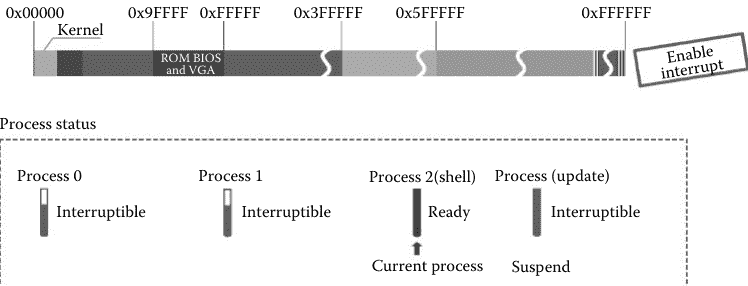 0x00000 0x9FFFF 0xFFFFF 0x3FFFFF 0x5FFFFF 0xFFFFFF
Kernel
ROM BIOS
and VGA
Enable
interrupt
Process status
Process 0 Process 1 Process 2(shell) Process (update)
Interruptible Interruptible Ready Interruptible
Current process Suspend